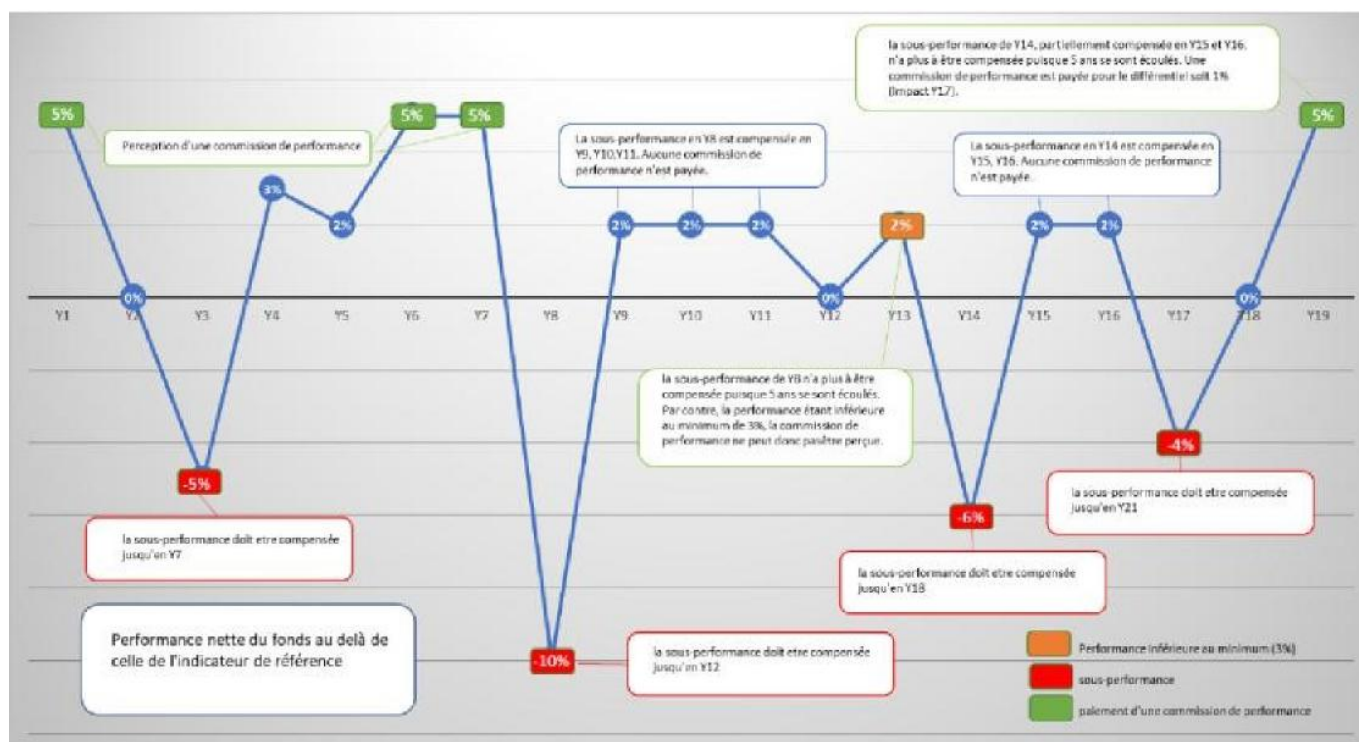 la sous-performance de Y14, partiellement compensée en Y15 et Y16,
n'a plus à être compensée puisque 5 ans se sont écoulés. Une
commission de performance est payée pour le différentiel soit 1%
(Impact Y17).
5%
Perception d'une commission de performance
5%
5%
La sous-performance en Y8 est compensée en
Y9, Y10,Y11. Aucune commission de
performance n'est payée.
La sous-performance en Y14 est compensée en
Y15, Y16. Aucune commission de performance
n'est payée.
5%
3%
2%
2%
2%
2%
2%
2%
2%
0%
0%
0%
Y1
Y2
Y3
Y4
Y5
Y6
Y7
Y8
Y9
Y10
Y11
Y12
Y13
Y14
Y15
Y16
Y17
Y18
Y19
la sous-performance de Y8 n'a plus à être
compensée puisque 5 ans se sont écoulés.
Par contre, la performance étant inférieure
au minimum de 3%, la commission de
performance ne peut donc pasêtre perçue.
-5%
-4%
-6%
la sous-performance doit etre compensée
jusqu'en Y7
la sous-performance doit etre compensée
jusqu'en Y21
la sous-performance doit etre compensée
jusqu'en Y18
Performance nette du fonds au delà de
celle de l'indicateur de référence
-10%
la sous-performance doit etre compensée
jusqu'en Y12
Performance inférieure au minimum (3%)
sous-performance
paiement d'une commission de performance